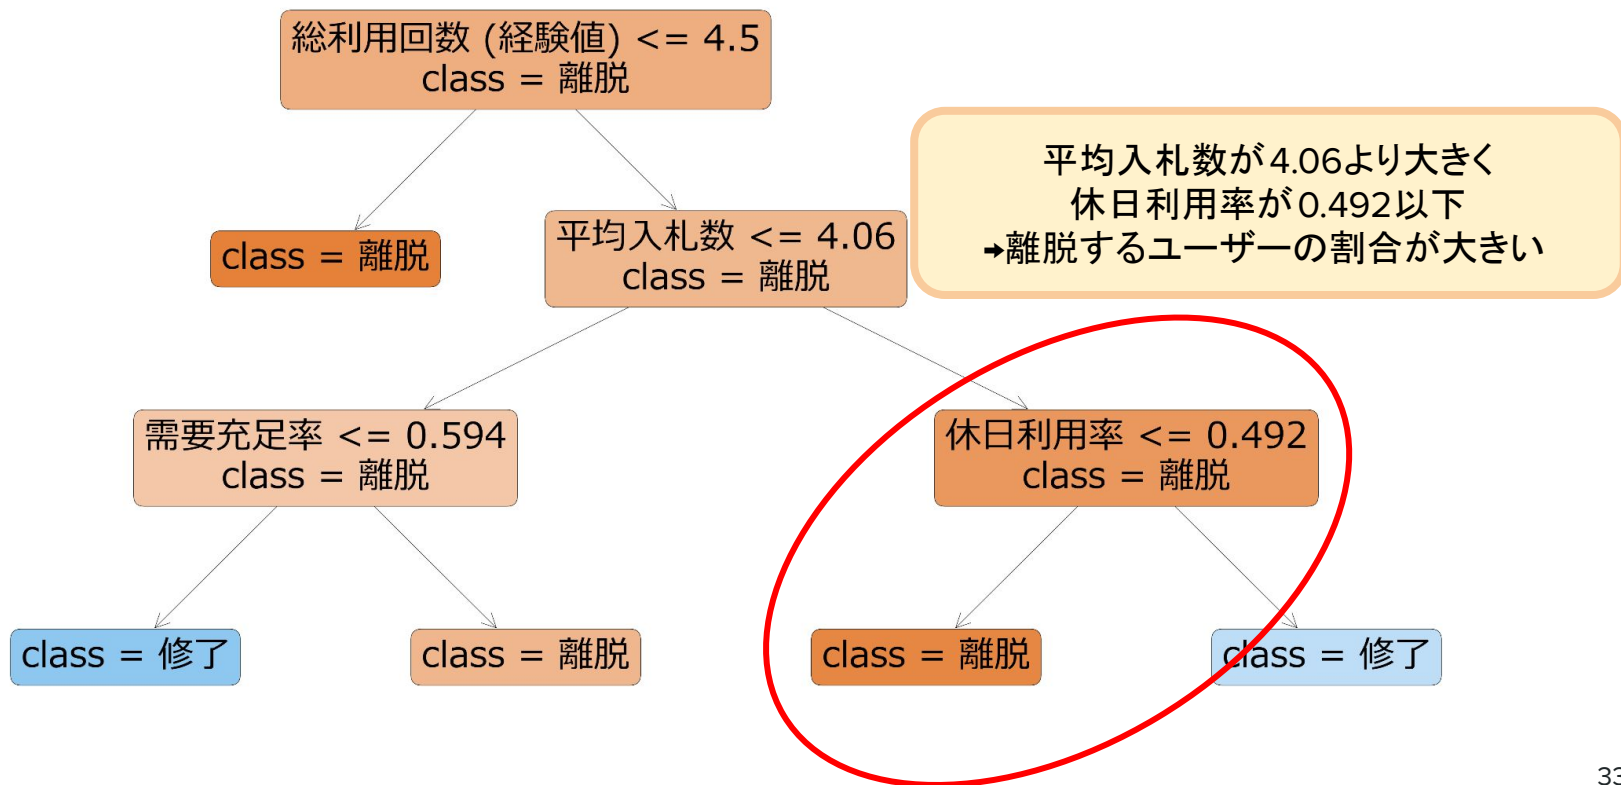 総利用回数 (経験値) <= 4.5
class = 離脱
平均入札数が4.06より大きく
休日利用率が0.492以下
➡離脱するユーザーの割合が大きい
class = 離脱
平均入札数 <= 4.06
class = 離脱
需要充足率 <= 0.594
class = 離脱
休日利用率 <= 0.492
class = 離脱
class = 修了
class = 離脱
class = 離脱
class = 修了
33